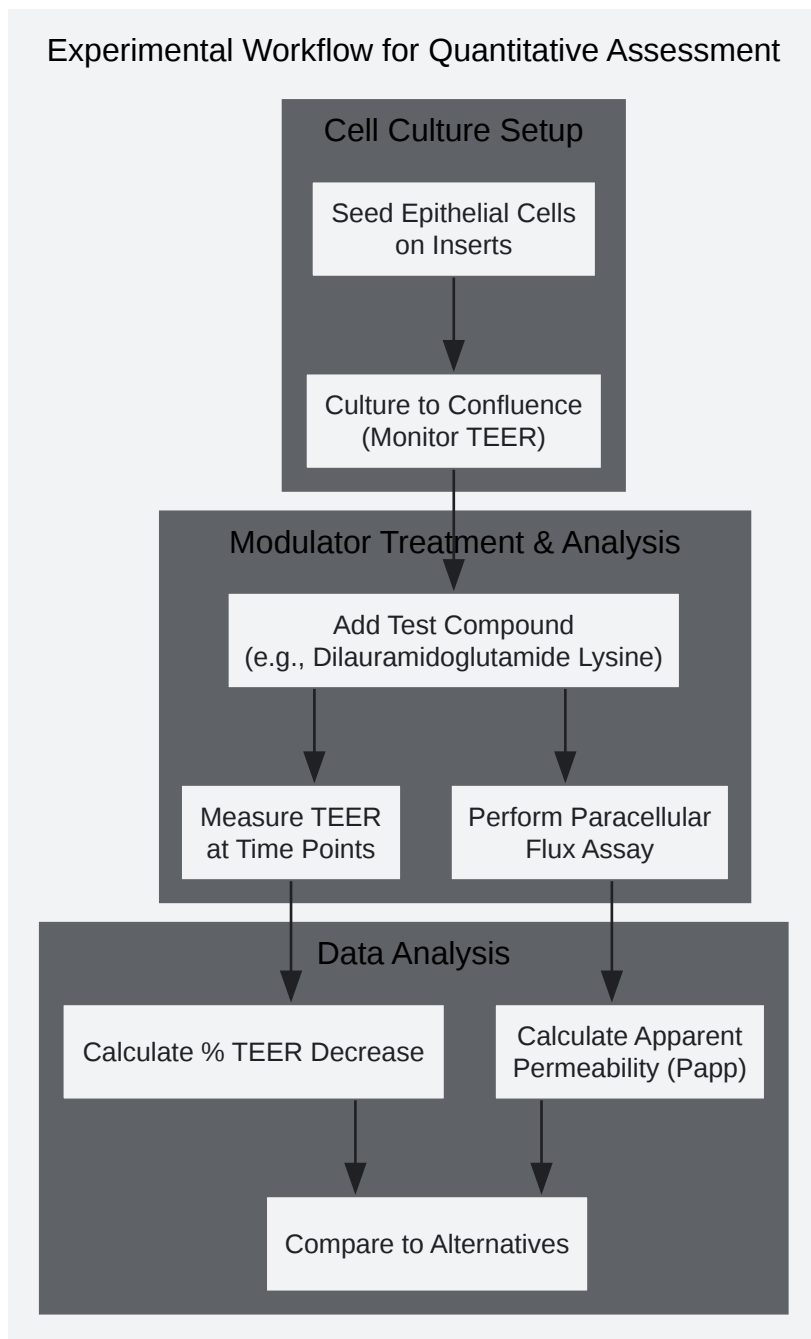 Experimental Workflow for Quantitative Assessment
Cell Culture Setup
Seed Epithelial Cells
on Inserts
Culture to Confluence
(Monitor TEER)
Modulator Treatment & Analysis
Add Test Compound
(e.g., Dilauramidoglutamide Lysine)
Measure TEER
at Time Points
Perform Paracellular
Flux Assay
Data Analysis
Calculate % TEER Decrease
Calculate Apparent
Permeability (Papp)
Compare to Alternatives